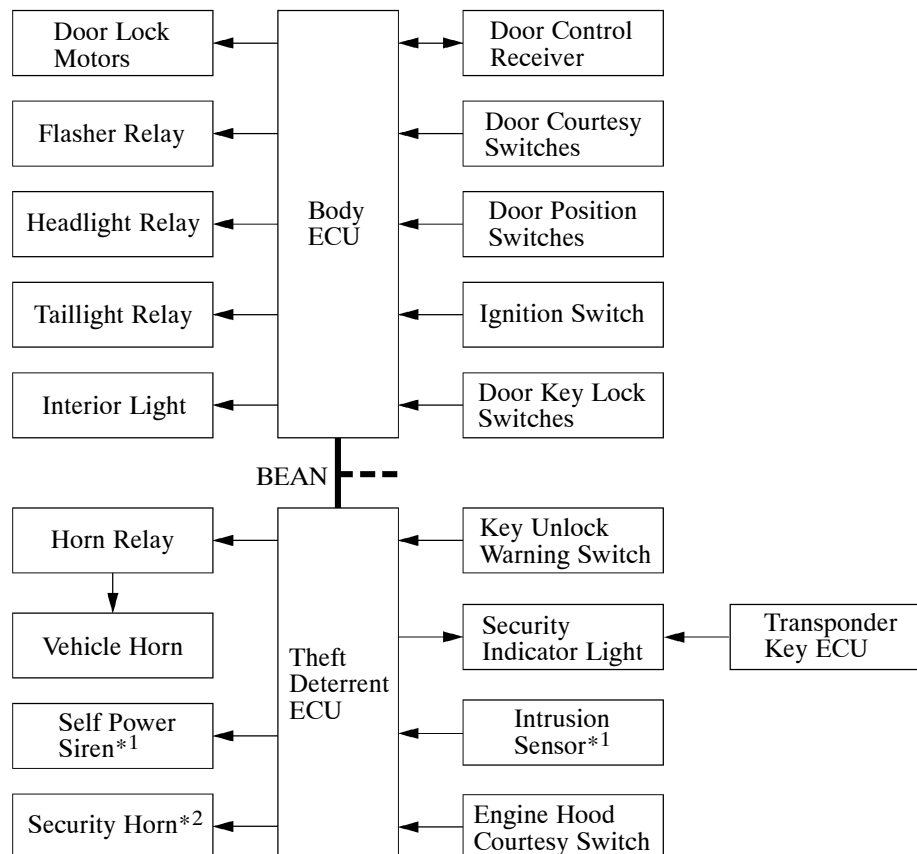 Door Lock
Motors
Door Control
Receiver
Flasher Relay
Door Courtesy
Switches
Headlight Relay
Body
ECU
Door Position
Switches
Taillight Relay
Ignition Switch
Interior Light
Door Key Lock
Switches
BEAN
Horn Relay
Key Unlock
Warning Switch
Vehicle Horn
Theft
Deterrent
ECU
Security
Indicator Light
Transponder
Key ECU
Self Power
Siren*1
Intrusion
Sensor*1
Security Horn*2
Engine Hood
Courtesy Switch